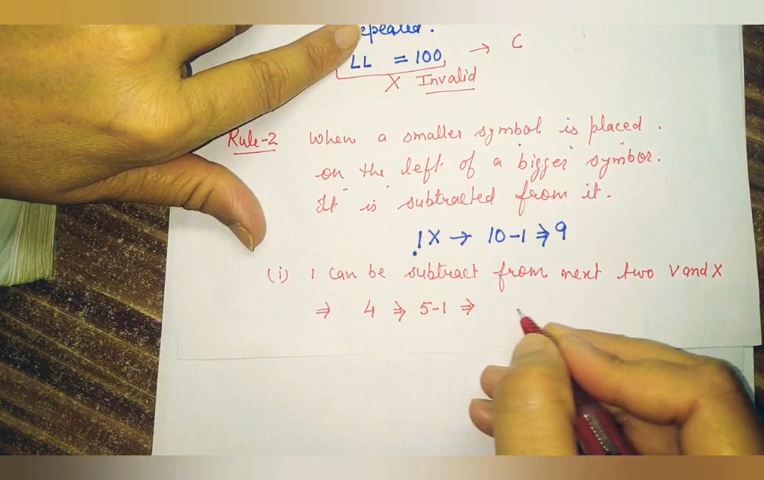 epeated.
LL = 100 → C
X Invalid
Rule-2 When a smaller symbol is placed.
on the left of a bigger symbol.
It is subtracted from it.
IX → 10-1 ⇒ 9
(i) I can be subtract from next two V and X
⇒ 4 ⇒ 5-1 ⇒